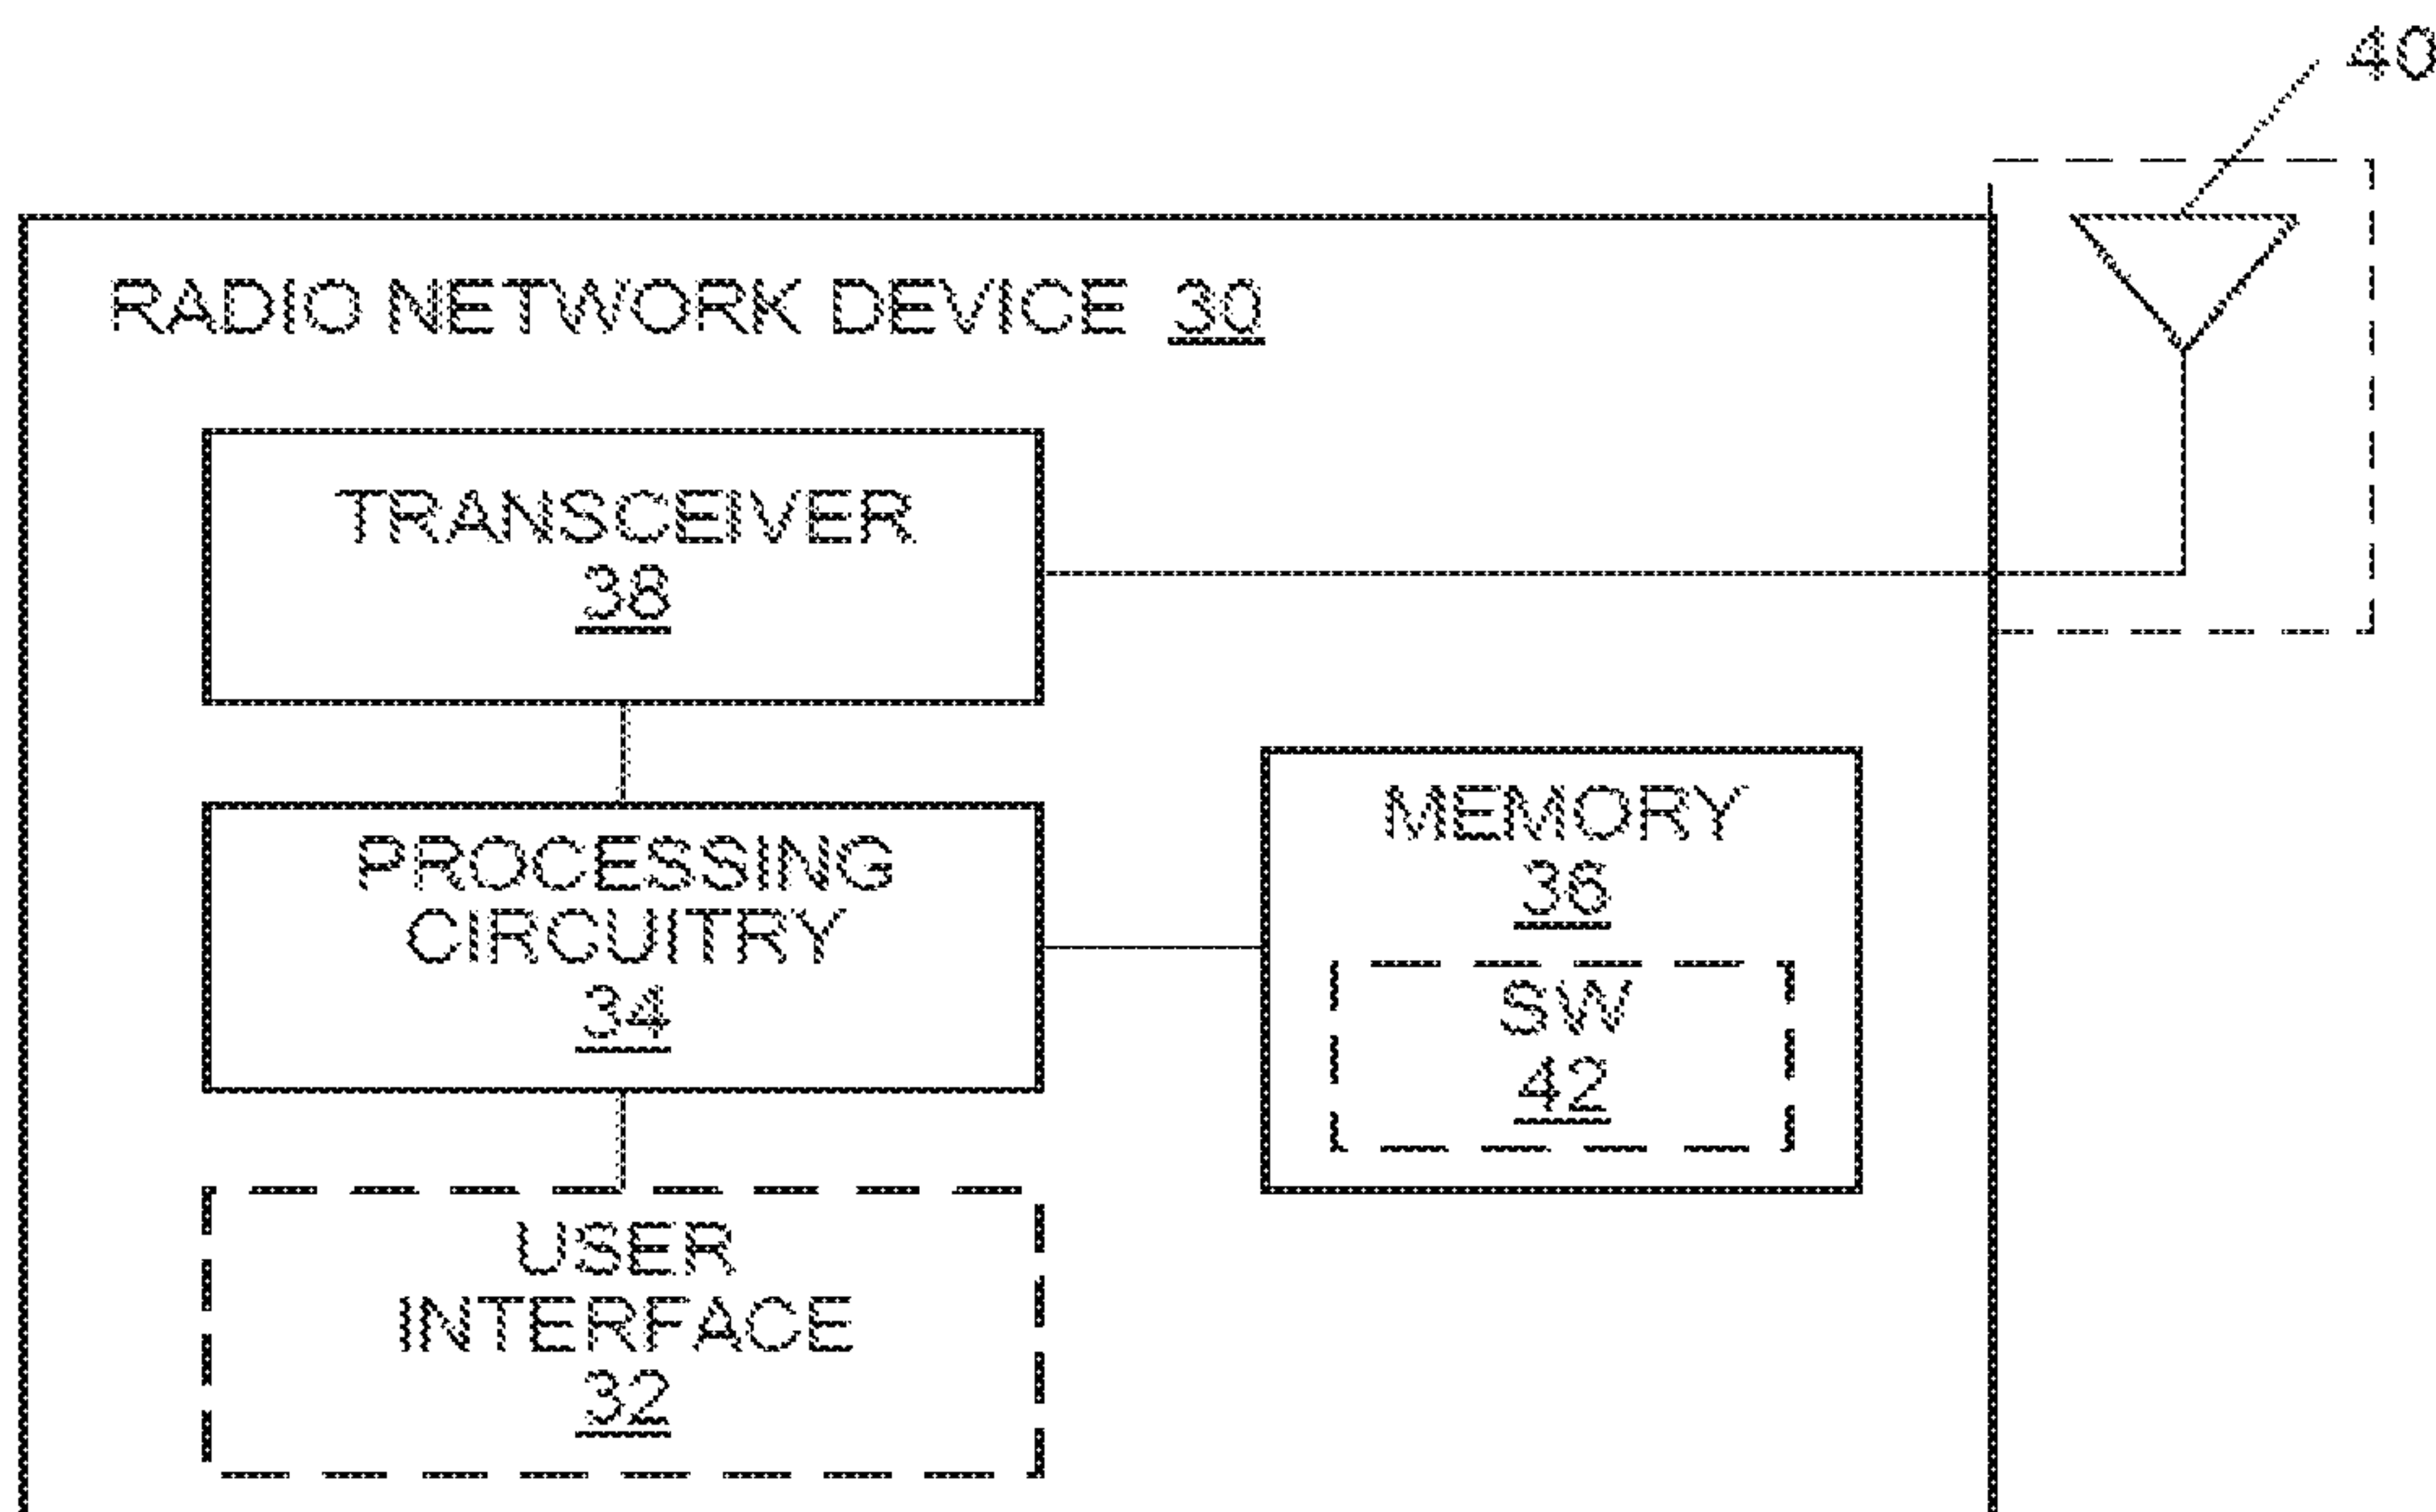 40
RADIO NETWORK DEVICE 30
TRANSCEIVER
38
PROCESSING
CIRCUITRY
34
MEMORY
36
SW
42
USER
INTERFACE
32